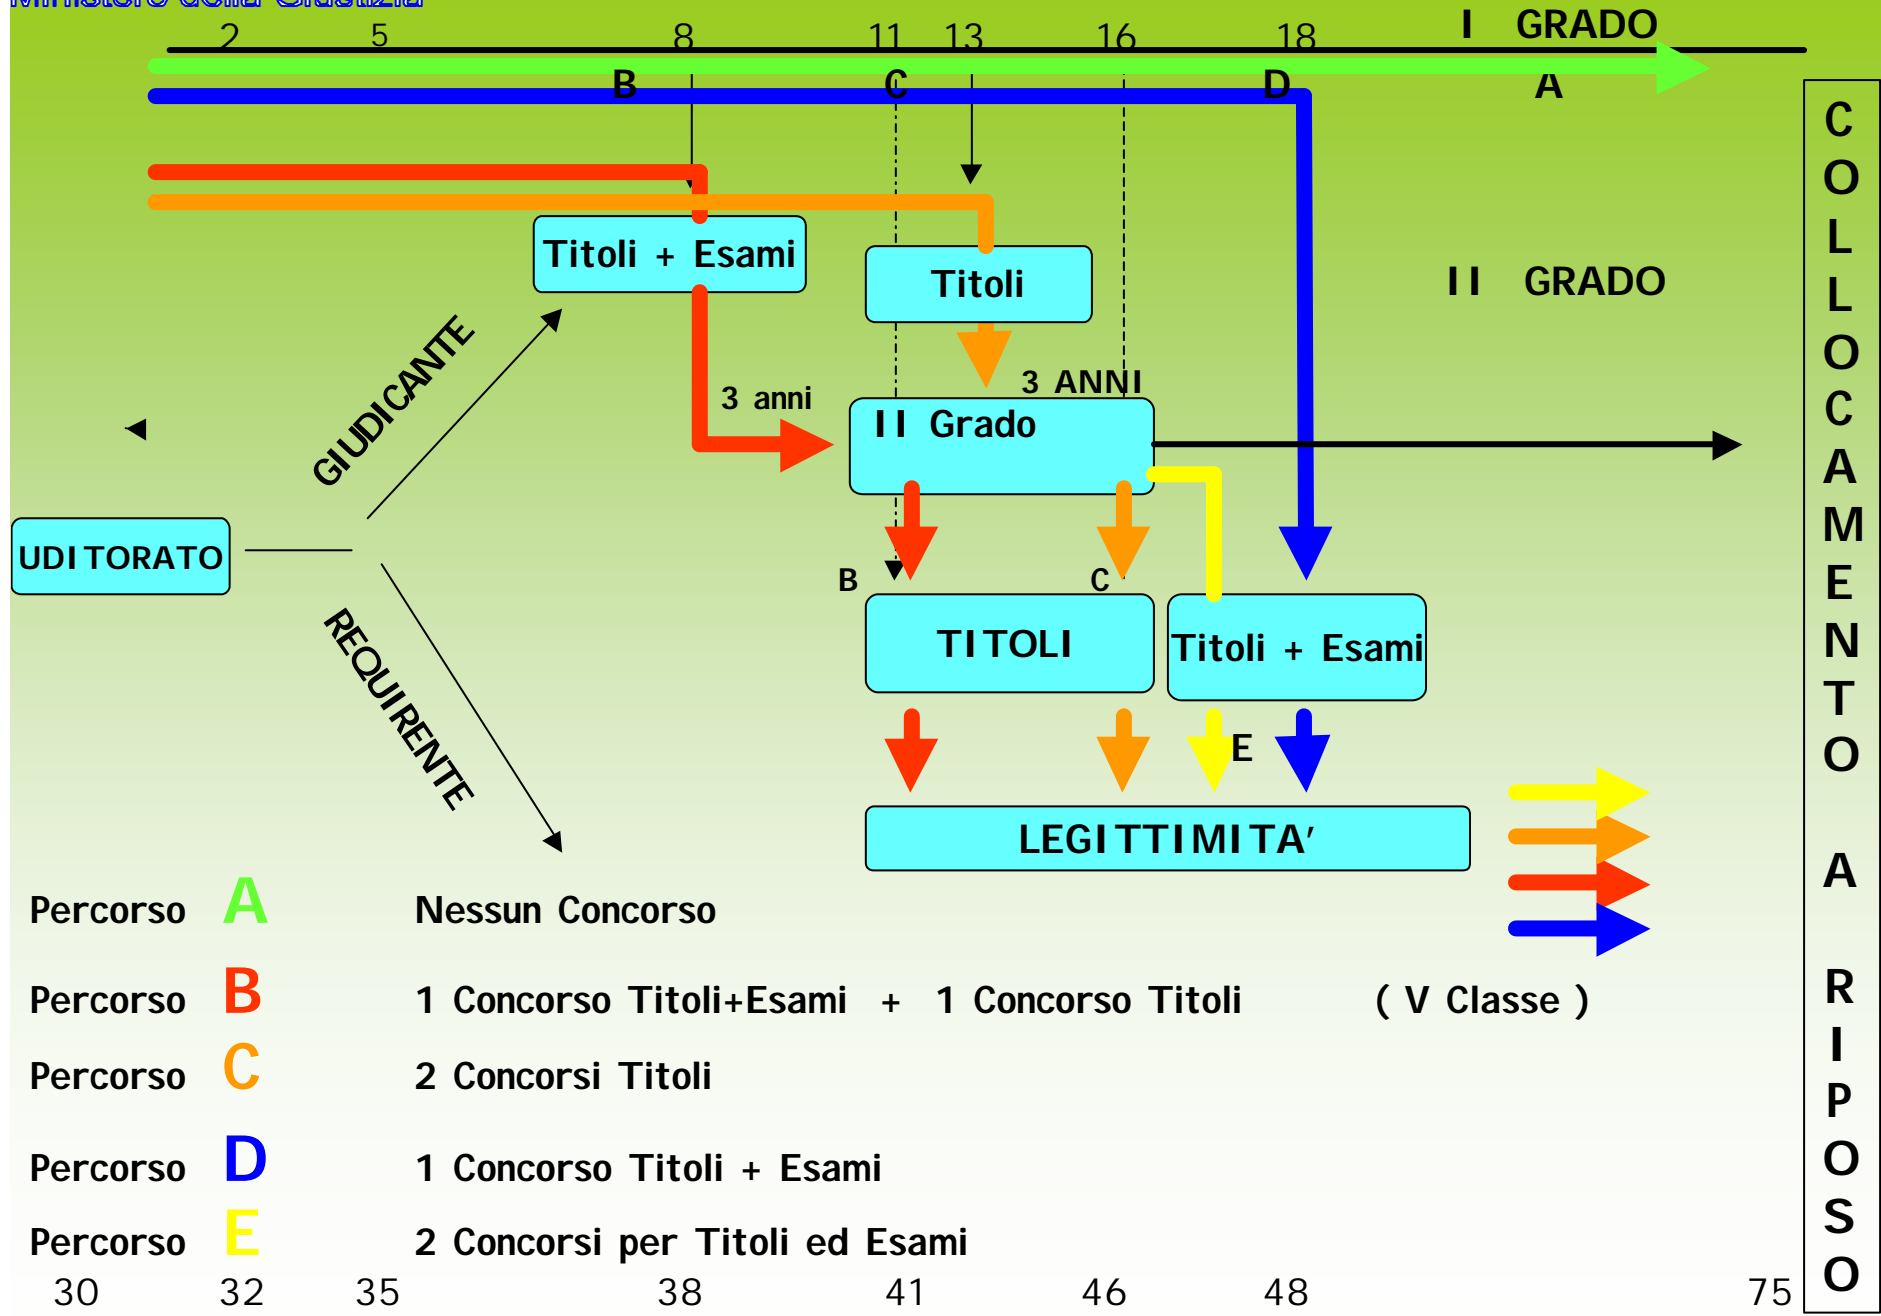 Ministero della Giustizia
I GRADO
2 5 8 11 13 16 18
B C D A
Titoli + Esami
Titoli
II GRADO
GIUDICANTE
3 anni
3 ANNI
II Grado
UDITORATO
B C
REQUIRENTE
TITOLI
Titoli + Esami
E
LEGITTIMITA'
Percorso A Nessun Concorso
Percorso B 1 Concorso Titoli+Esami + 1 Concorso Titoli ( V Classe )
Percorso C 2 Concorsi Titoli
Percorso D 1 Concorso Titoli + Esami
Percorso E 2 Concorsi per Titoli ed Esami
30 32 35 38 41 46 48 75
COLLOCAMENTO A RIPOSO